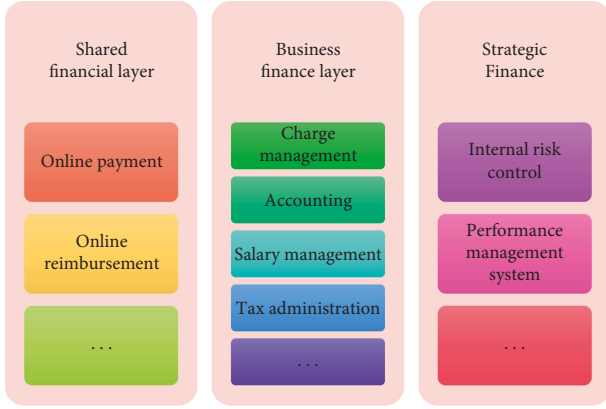 Shared
financial layer
Online payment
Online
reimbursement
. . .
Business
finance layer
Charge
management
Accounting
Salary management
Tax administration
. . .
Strategic
Finance
Internal risk
control
Performance
management
system
. . .